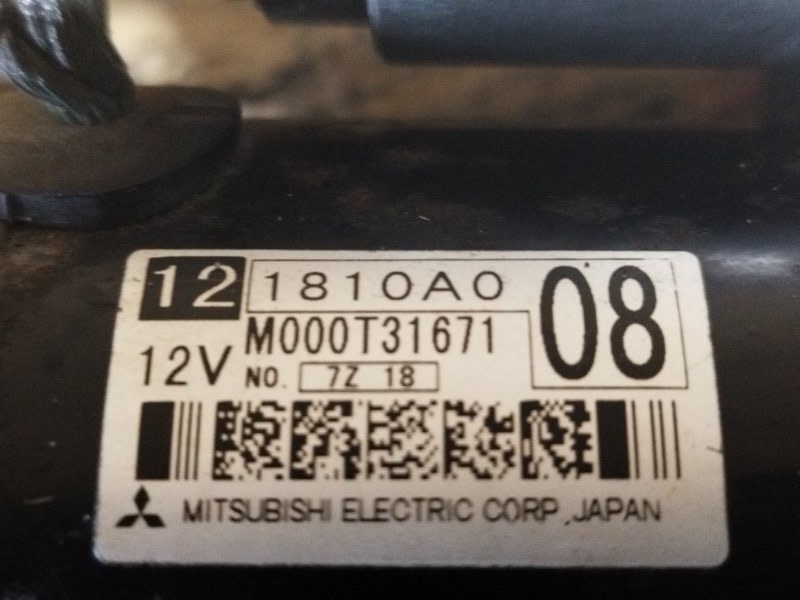 12 1810A0 08
M000T31671
12V NO. 7Z 18
MITSUBISHI ELECTRIC CORP. JAPAN